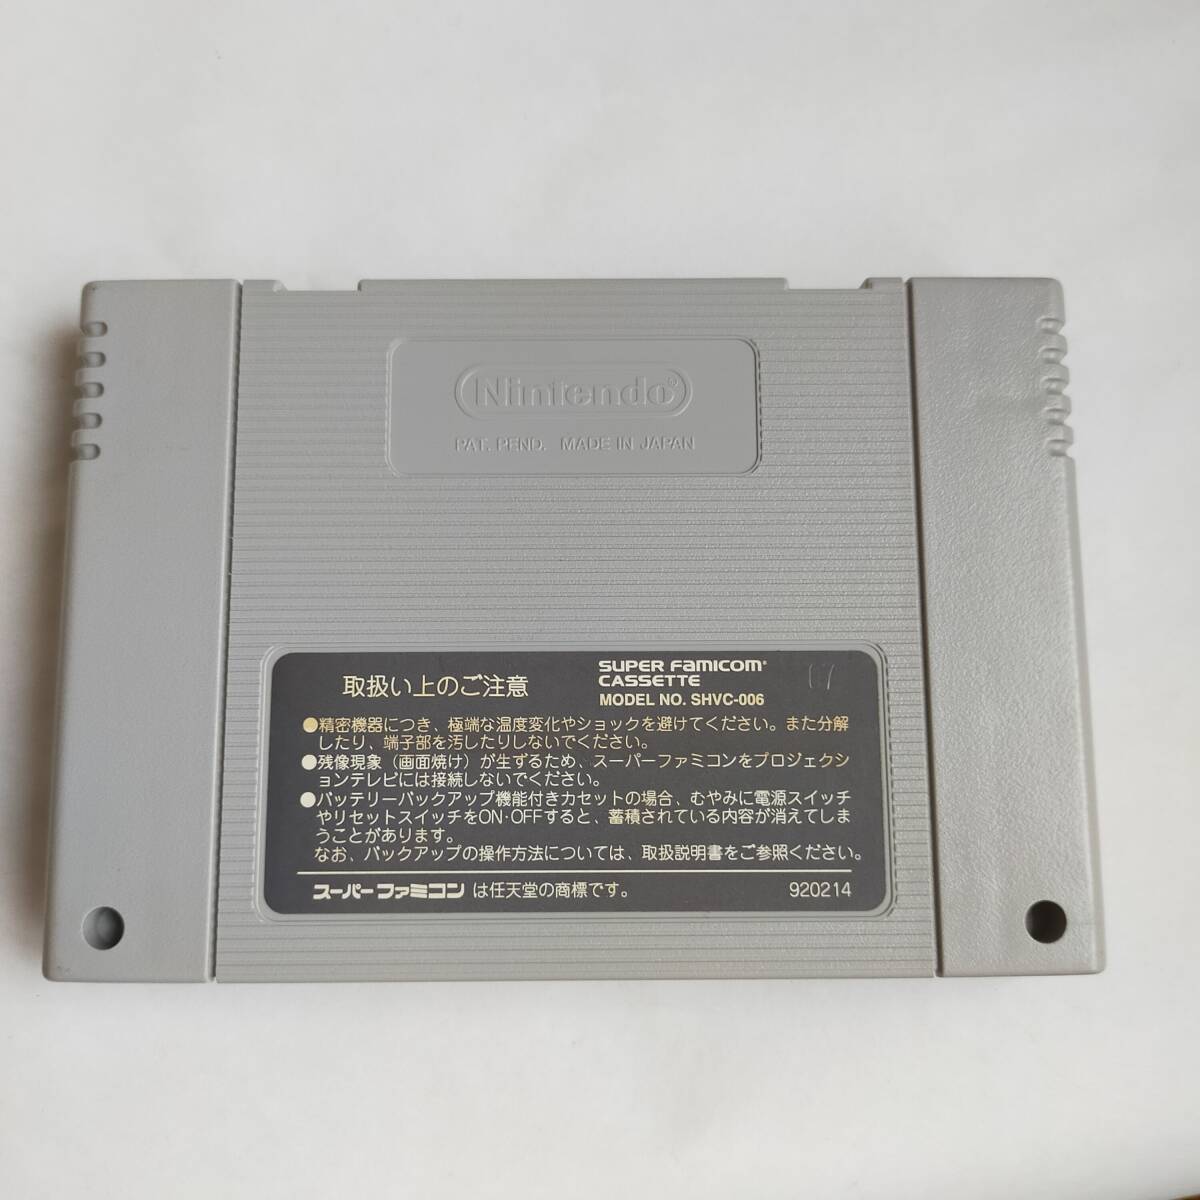 Nintendo®
PAT. PEND. MADE IN JAPAN
取扱い上のご注意
SUPER FAMICOM®
CASSETTE
MODEL NO. SHVC-006
17
●精密機器につき、極端な温度変化やショックを避けてください。また分解
したり、端子部を汚したりしないでください。
●残像現象（画面焼け）が生ずるため、スーパーファミコンをプロジェクシ
ョンテレビには接続しないでください。
●バッテリーバックアップ機能付きカセットの場合、むやみに電源スイッチ
やリセットスイッチをON·OFFすると、蓄積されている内容が消えてしま
うことがあります。
なお、バックアップの操作方法については、取扱説明書をご参照ください。
スーパーファミコン は任天堂の商標です。
920214